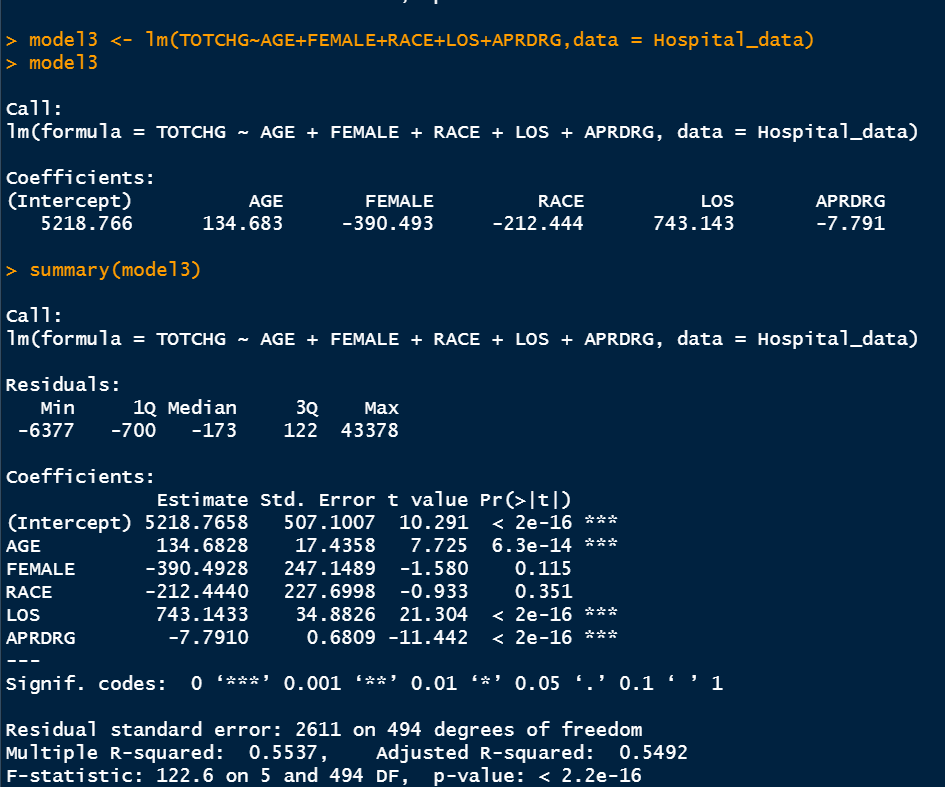 > model3 <- lm(TOTCHG~AGE+FEMALE+RACE+LOS+APRDRG,data = Hospital_data)
> model3
Call:
lm(formula = TOTCHG ~ AGE + FEMALE + RACE + LOS + APRDRG, data = Hospital_data)
Coefficients:
(Intercept)          AGE       FEMALE         RACE          LOS       APRDRG
   5218.766      134.683     -390.493     -212.444      743.143       -7.791
> summary(model3)
Call:
lm(formula = TOTCHG ~ AGE + FEMALE + RACE + LOS + APRDRG, data = Hospital_data)
Residuals:
   Min     1Q Median     3Q    Max
 -6377   -700   -173    122  43378
Coefficients:
             Estimate Std. Error t value Pr(>|t|)
(Intercept) 5218.7658   507.1007  10.291  < 2e-16 ***
AGE          134.6828    17.4358   7.725  6.3e-14 ***
FEMALE      -390.4928   247.1489  -1.580    0.115
RACE        -212.4440   227.6998  -0.933    0.351
LOS          743.1433    34.8826  21.304  < 2e-16 ***
APRDRG        -7.7910     0.6809 -11.442  < 2e-16 ***
---
Signif. codes:  0 ‘***’ 0.001 ‘**’ 0.01 ‘*’ 0.05 ‘.’ 0.1 ‘ ’ 1
Residual standard error: 2611 on 494 degrees of freedom
Multiple R-squared:  0.5537,    Adjusted R-squared:  0.5492
F-statistic: 122.6 on 5 and 494 DF,  p-value: < 2.2e-16